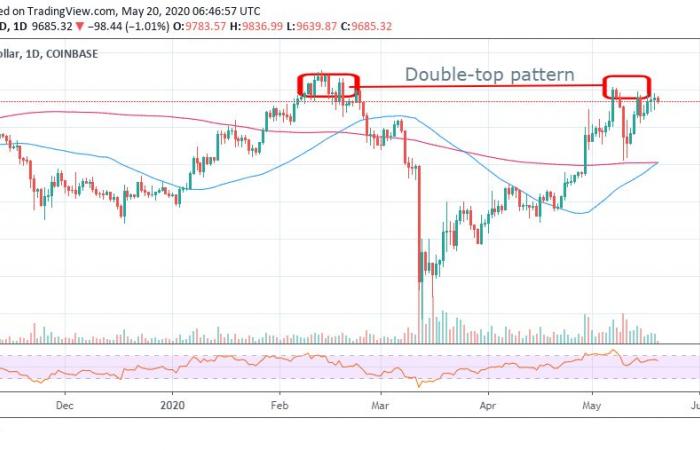 ed on TradingView.com, May 20, 2020 06:46:57 UTC
D, 1D 9685.32 ▼ −98.44 (−1.01%) O:9783.57 H:9836.99 L:9639.87 C:9685.32
ollar, 1D, COINBASE
Double-top pattern
Dec 2020 Feb Mar Apr May Ju